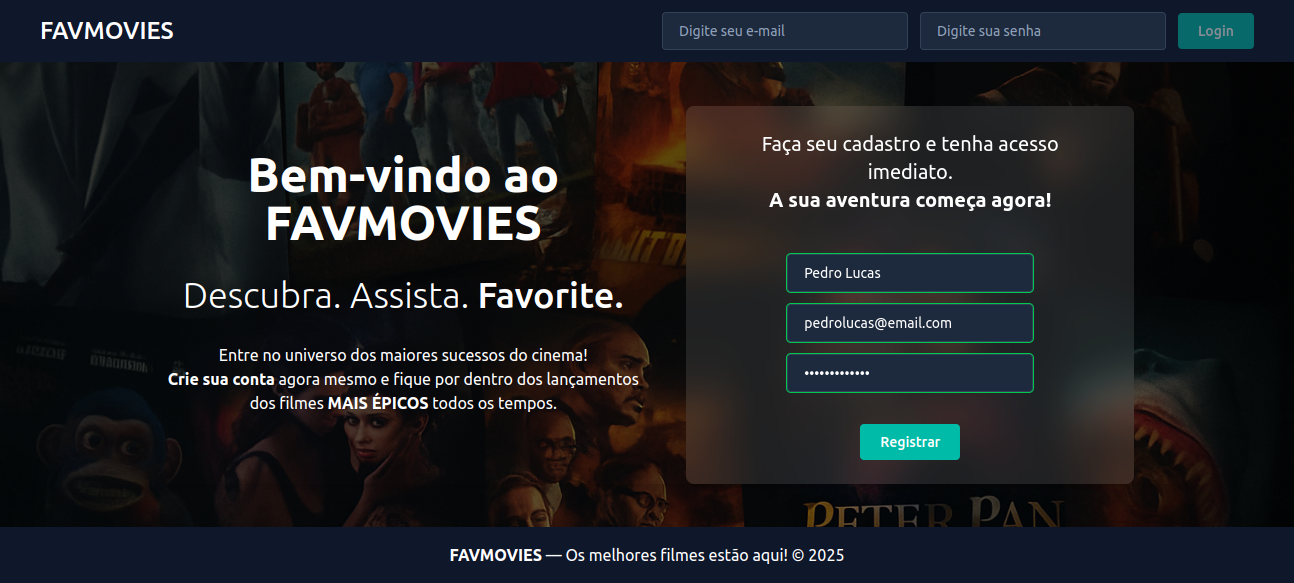 FAVMOVIES
Digite seu e-mail
Digite sua senha
Login
Bem-vindo ao
FAVMOVIES
Descubra. Assista. Favorite.
Entre no universo dos maiores sucessos do cinema!
Crie sua conta agora mesmo e fique por dentro dos lançamentos
dos filmes MAIS ÉPICOS todos os tempos.
Faça seu cadastro e tenha acesso
imediato.
A sua aventura começa agora!
Pedro Lucas
pedrolucas@email.com
•••••••••••••
Registrar
PETER PAN
FAVMOVIES — Os melhores filmes estão aqui! © 2025